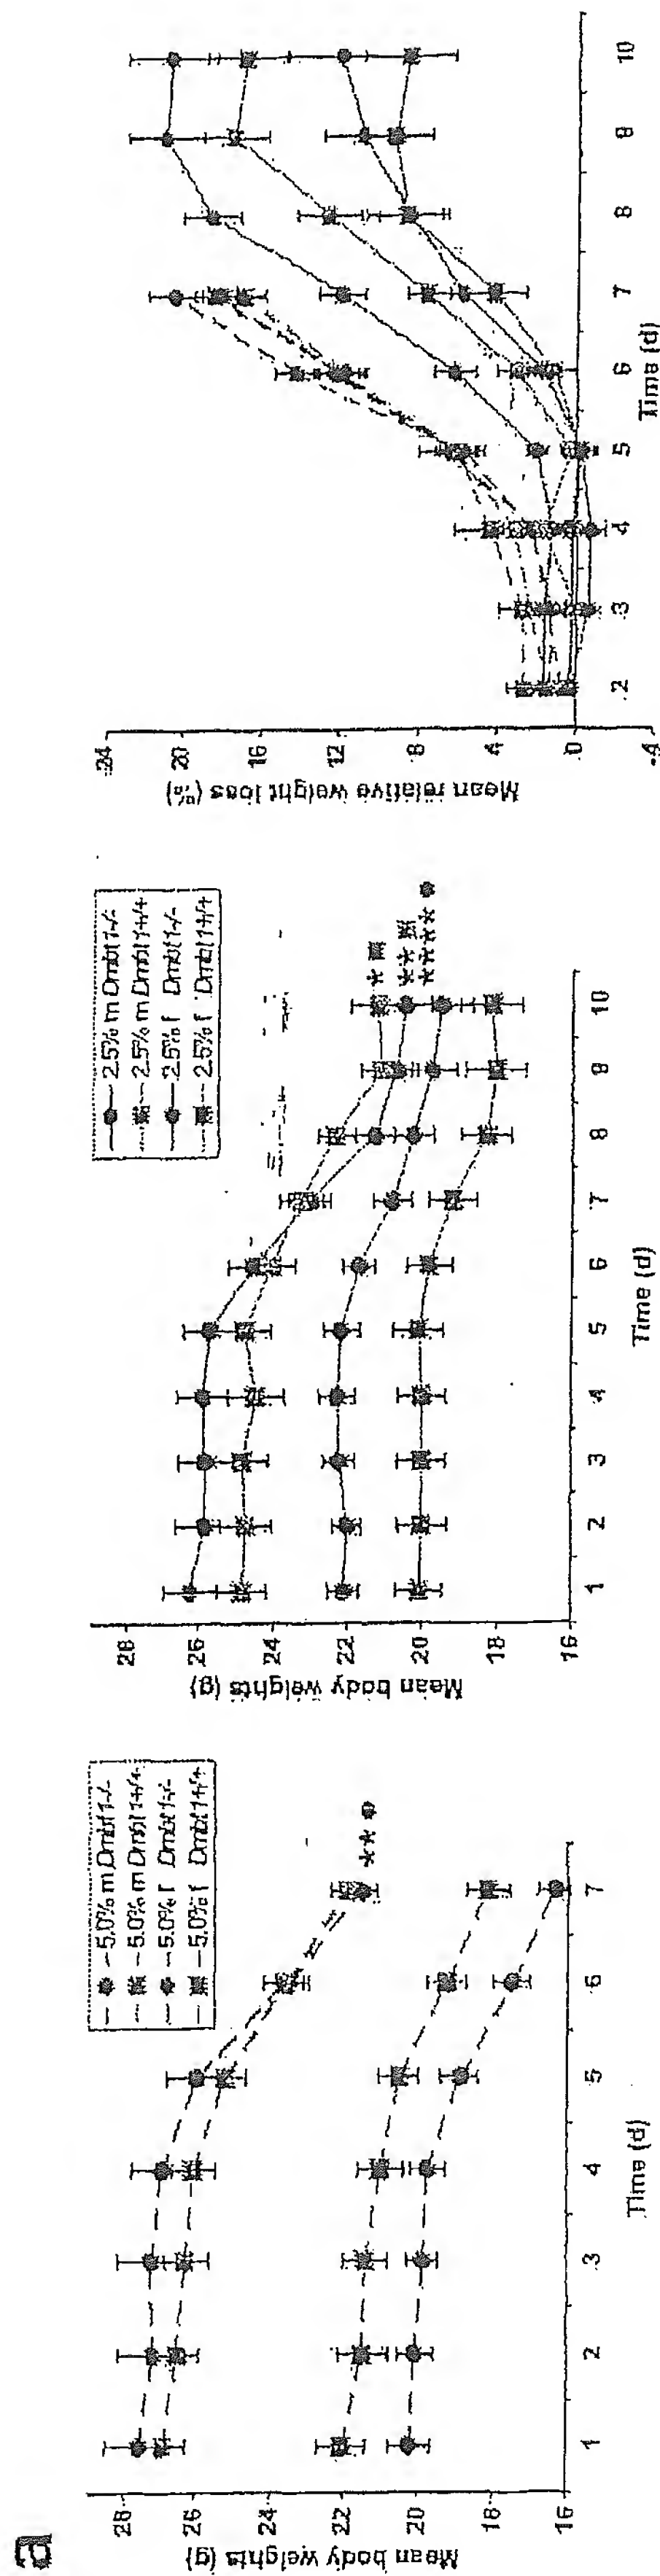 a
28
26
24
22
20
18
16
Mean body weights (g)
1 2 3 4 5 6 7
Time (d)
5.0% m Dmbt1-/-
5.0% m Dmbt1+/+
5.0% f Dmbt1-/-
5.0% f Dmbt1+/+
***
28
26
24
22
20
18
16
Mean body weights (g)
1 2 3 4 5 6 7 8 9 10
Time (d)
2.5% m Dmbt1-/-
2.5% m Dmbt1+/+
2.5% f Dmbt1-/-
2.5% f Dmbt1+/+
*
***
*****
24
20
16
12
8
4
0
-4
Mean relative weight loss (%)
2 3 4 5 6 7 8 9 10
Time (d)